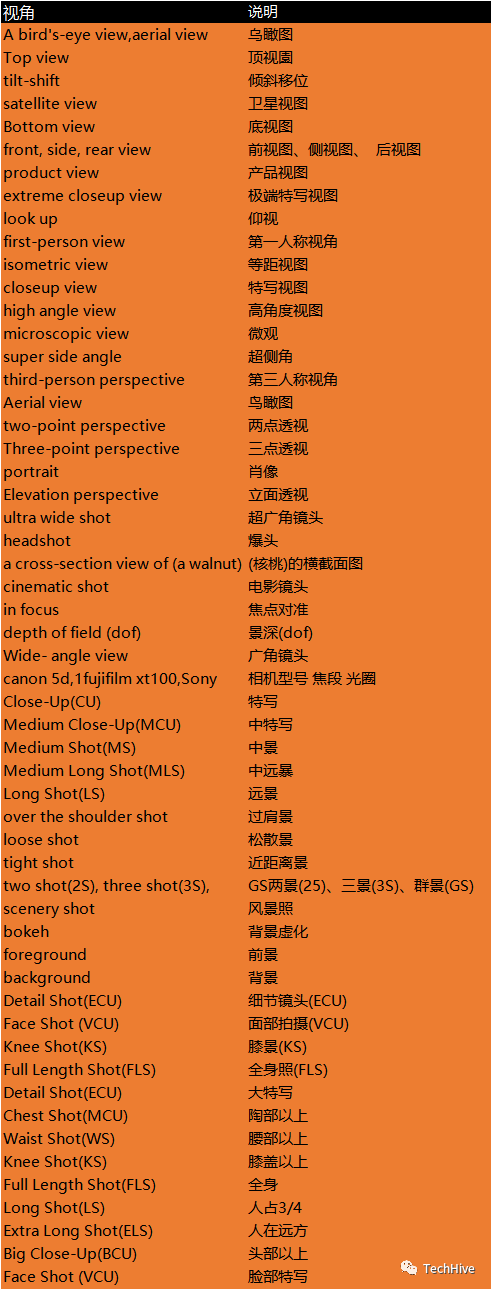 视角 说明
A bird's-eye view,aerial view 乌瞰图
Top view 顶视園
tilt-shift 倾斜移位
satellite view 卫星视图
Bottom view 底视图
front, side, rear view 前视图、侧视图、 后视图
product view 产品视图
extreme closeup view 极端特写视图
look up 仰视
first-person view 第一人称视角
isometric view 等距视图
closeup view 特写视图
high angle view 高角度视图
microscopic view 微观
super side angle 超侧角
third-person perspective 第三人称视角
Aerial view 鸟瞰图
two-point perspective 两点透视
Three-point perspective 三点透视
portrait 肖像
Elevation perspective 立面透视
ultra wide shot 超广角镜头
headshot 爆头
a cross-section view of (a walnut) (核桃)的横截面图
cinematic shot 电影镜头
in focus 焦点对准
depth of field (dof) 景深(dof)
Wide- angle view 广角镜头
canon 5d,1fujifilm xt100,Sony 相机型号 焦段 光圈
Close-Up(CU) 特写
Medium Close-Up(MCU) 中特写
Medium Shot(MS) 中景
Medium Long Shot(MLS) 中远暴
Long Shot(LS) 远景
over the shoulder shot 过肩景
loose shot 松散景
tight shot 近距离景
two shot(2S), three shot(3S), GS两景(25)、三景(3S)、群景(GS)
scenery shot 风景照
bokeh 背景虚化
foreground 前景
background 背景
Detail Shot(ECU) 细节镜头(ECU)
Face Shot (VCU) 面部拍摄(VCU)
Knee Shot(KS) 膝景(KS)
Full Length Shot(FLS) 全身照(FLS)
Detail Shot(ECU) 大特写
Chest Shot(MCU) 陶部以上
Waist Shot(WS) 腰部以上
Knee Shot(KS) 膝盖以上
Full Length Shot(FLS) 全身
Long Shot(LS) 人占3/4
Extra Long Shot(ELS) 人在远方
Big Close-Up(BCU) 头部以上
Face Shot (VCU) 脸部特写
TechHive